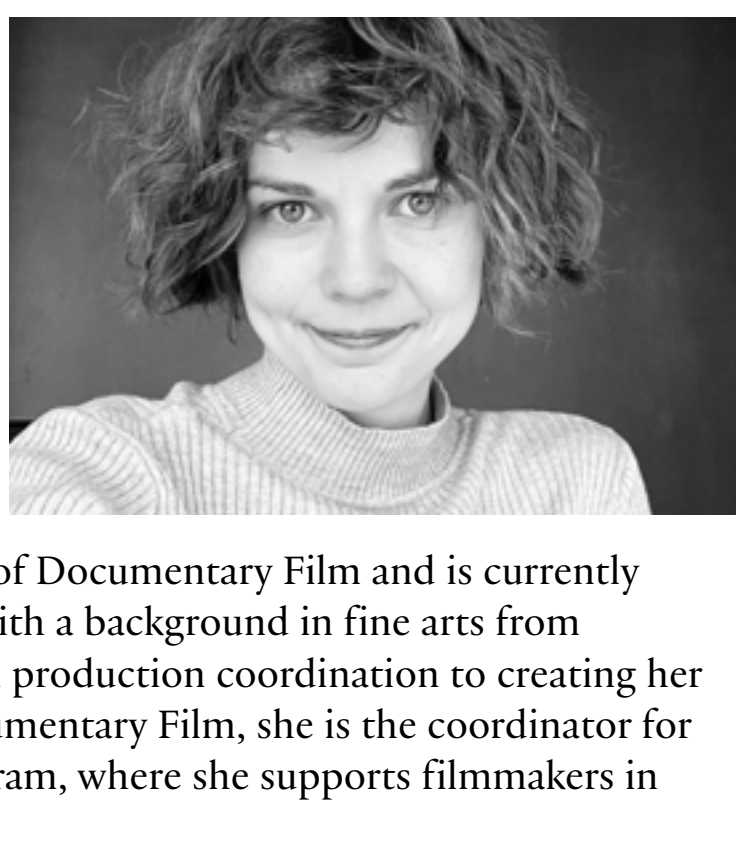 of Documentary Film and is currently
with a background in fine arts from
production coordination to creating her
umentary Film, she is the coordinator for
ram, where she supports filmmakers in